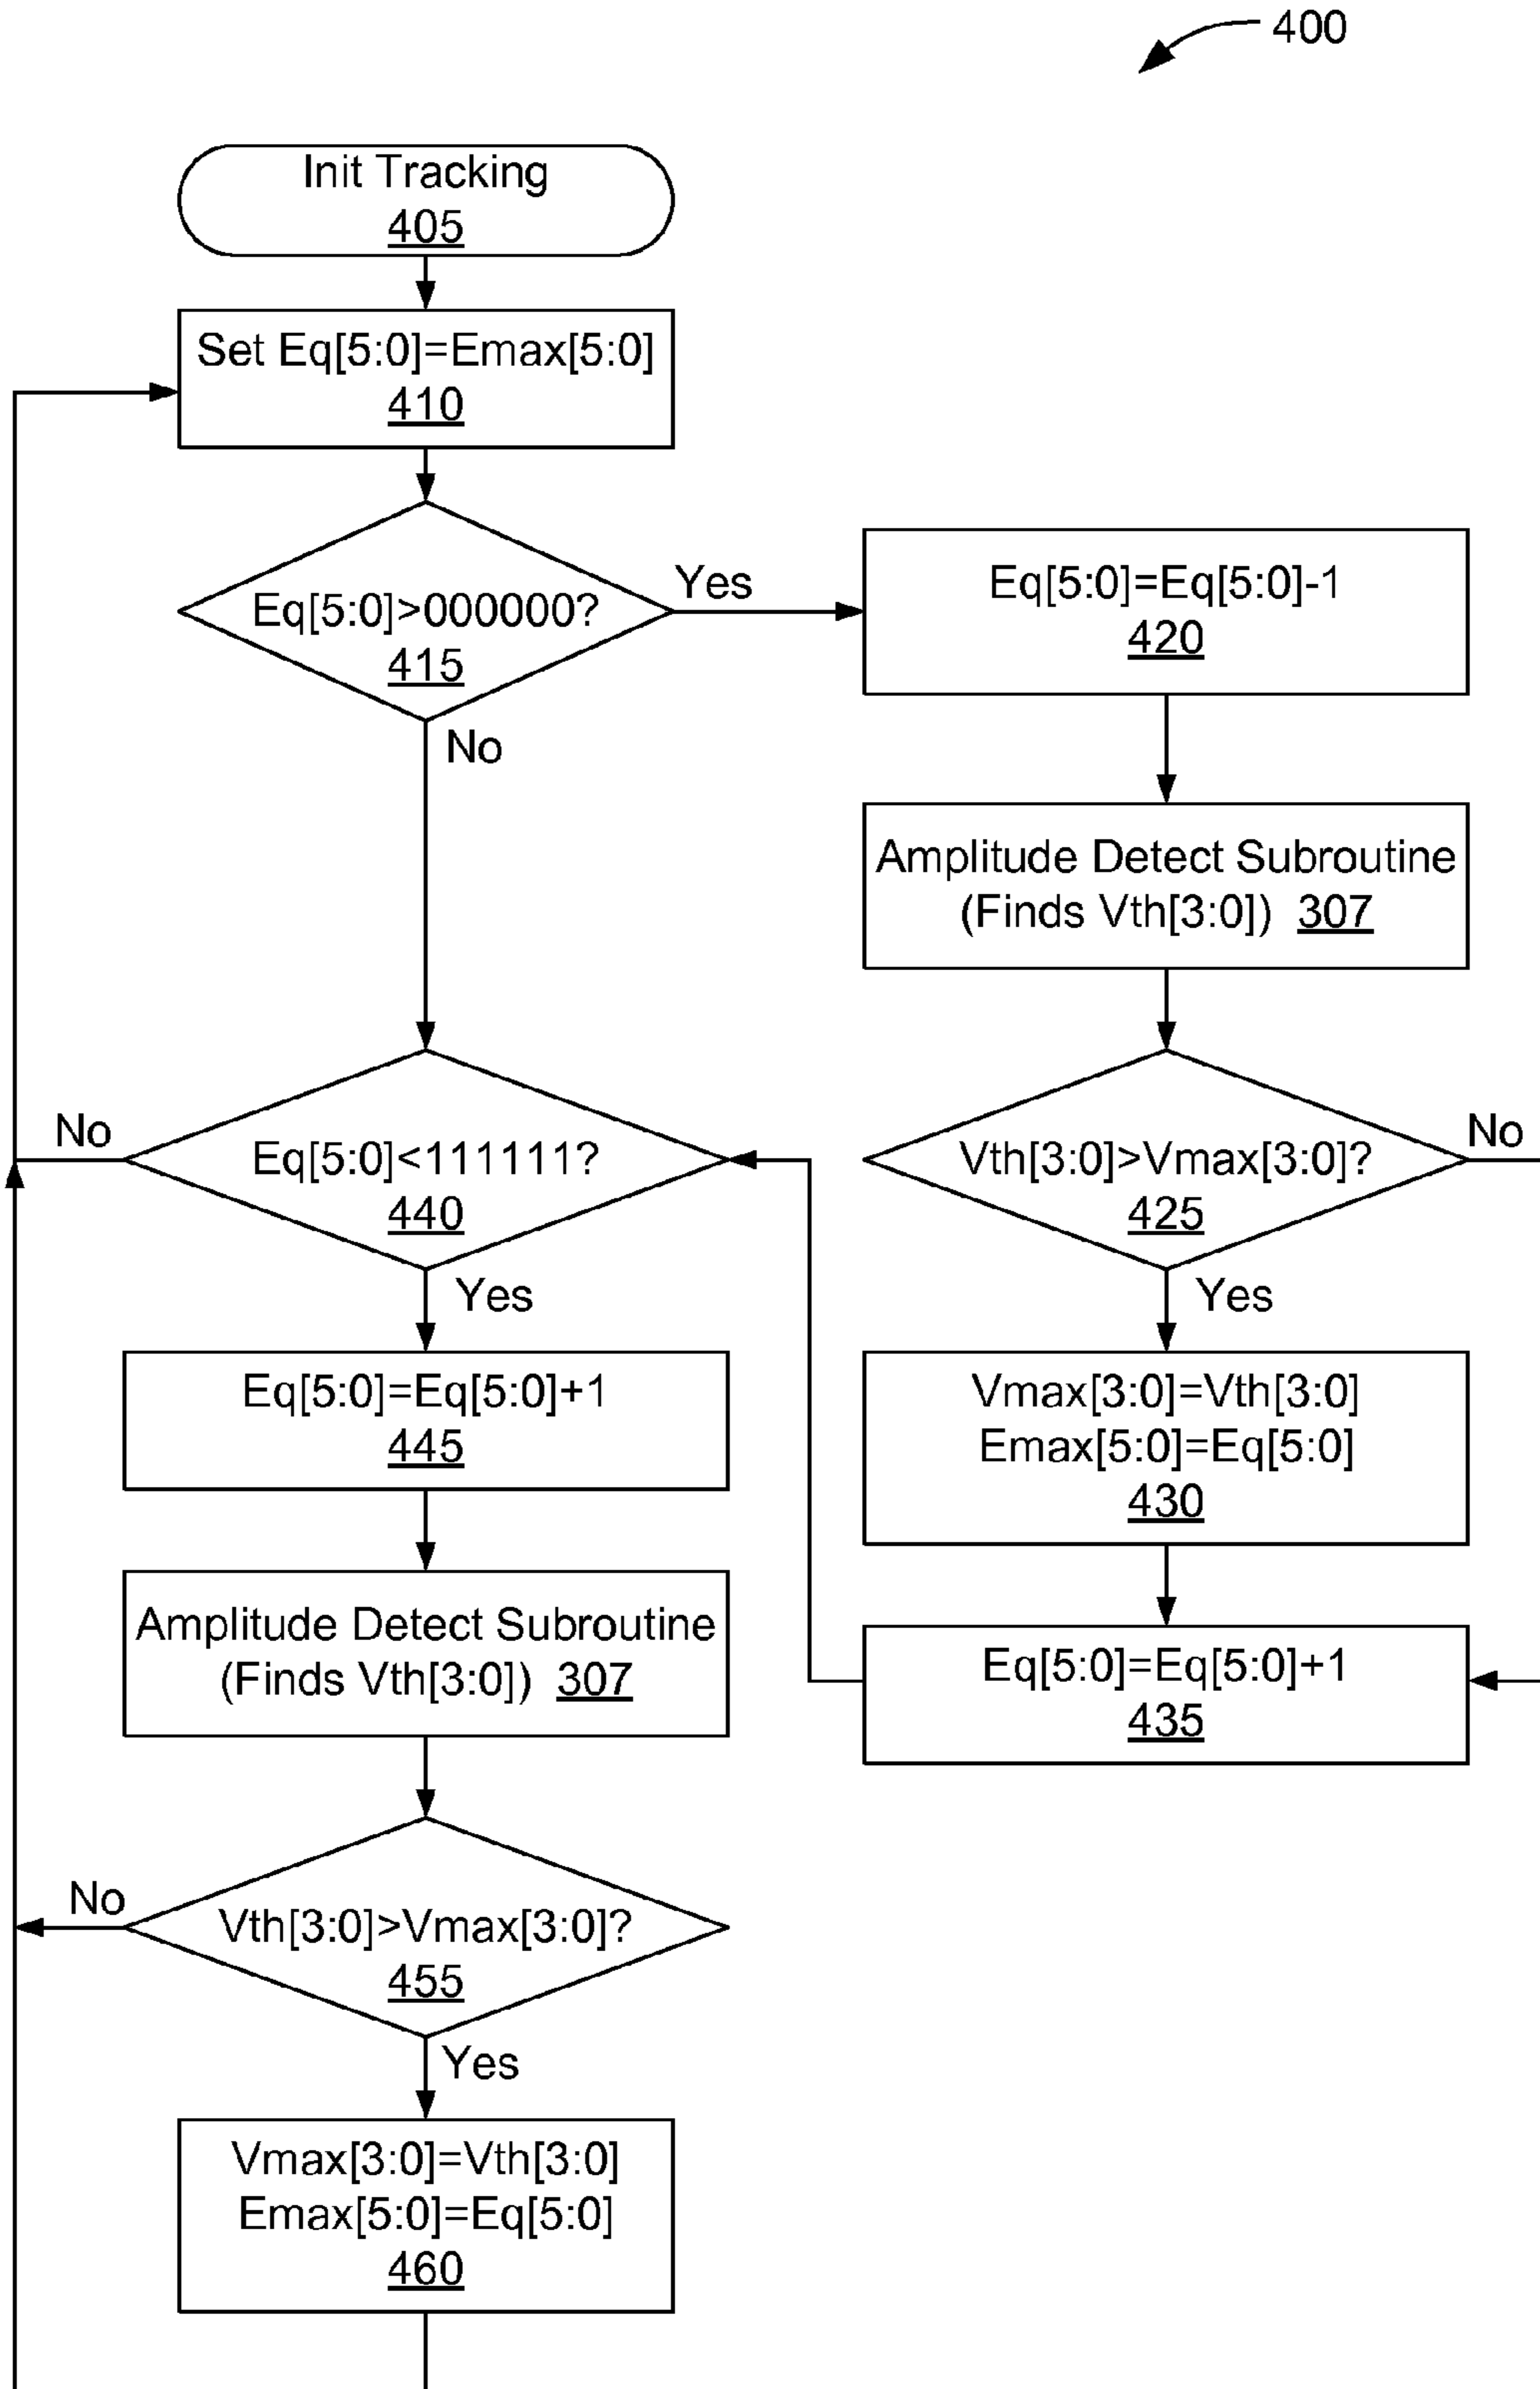 400
Init Tracking
405
Set Eq[5:0]=Emax[5:0]
410
Eq[5:0]>000000?
415
Yes
No
Eq[5:0]=Eq[5:0]-1
420
Amplitude Detect Subroutine
(Finds Vth[3:0]) 307
Vth[3:0]>Vmax[3:0]?
425
No
Yes
Vmax[3:0]=Vth[3:0]
Emax[5:0]=Eq[5:0]
430
Eq[5:0]=Eq[5:0]+1
435
No
Eq[5:0]<111111?
440
Yes
Eq[5:0]=Eq[5:0]+1
445
Amplitude Detect Subroutine
(Finds Vth[3:0]) 307
No
Vth[3:0]>Vmax[3:0]?
455
Yes
Vmax[3:0]=Vth[3:0]
Emax[5:0]=Eq[5:0]
460